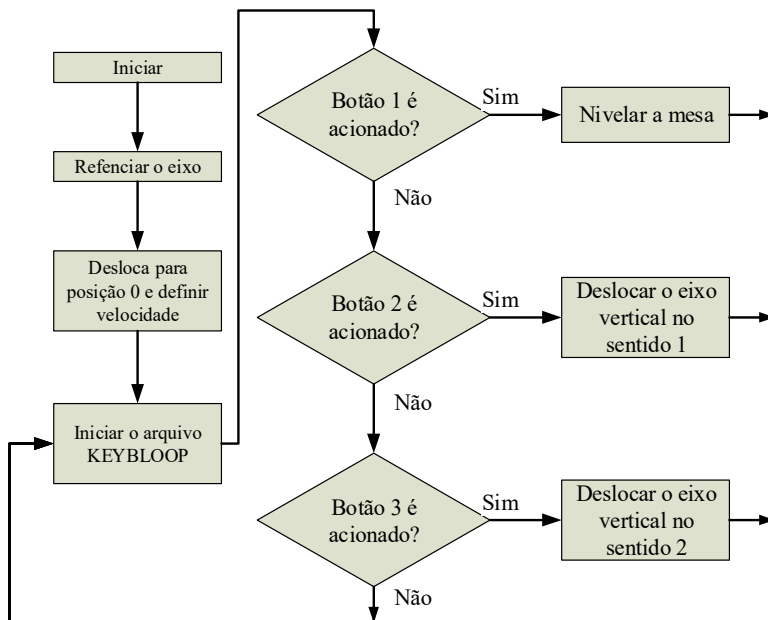 Iniciar
Refenciar o eixo
Desloca para
posição 0 e definir
velocidade
Iniciar o arquivo
KEYBLOOP
Botão 1 é
acionado?
Sim
Nivelar a mesa
Não
Botão 2 é
acionado?
Sim
Deslocar o eixo
vertical no
sentido 1
Não
Botão 3 é
acionado?
Sim
Deslocar o eixo
vertical no
sentido 2
Não